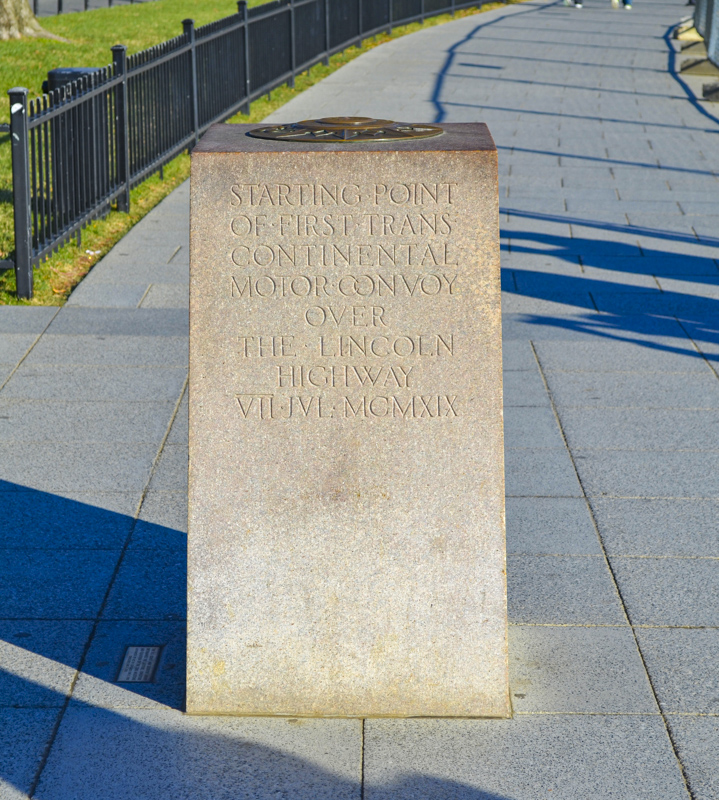 STARTING·POINT
OF·FIRST·TRANS
CONTINENTAL
MOTOR·CONVOY
OVER
THE·LINCOLN
HIGHWAY
VII·JVL·MCMXIX